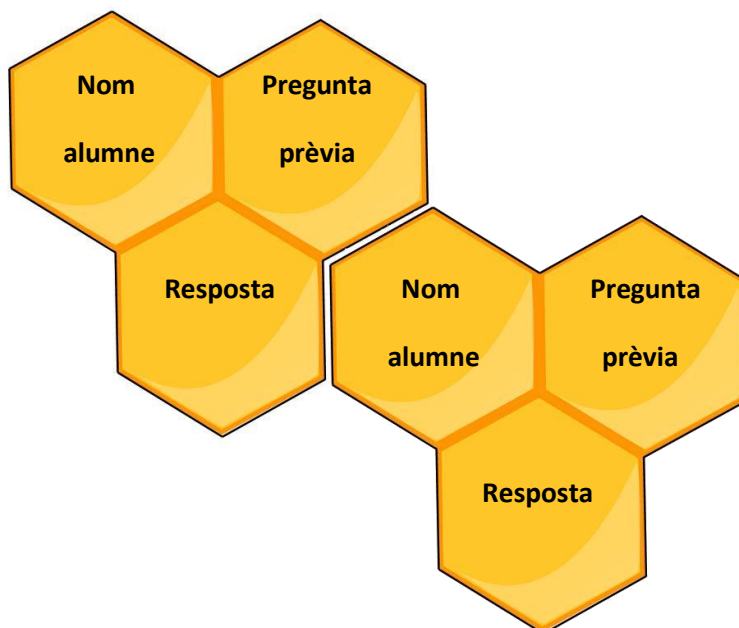 Nom
alumne
Pregunta
prèvia
Resposta
Nom
alumne
Pregunta
prèvia
Resposta